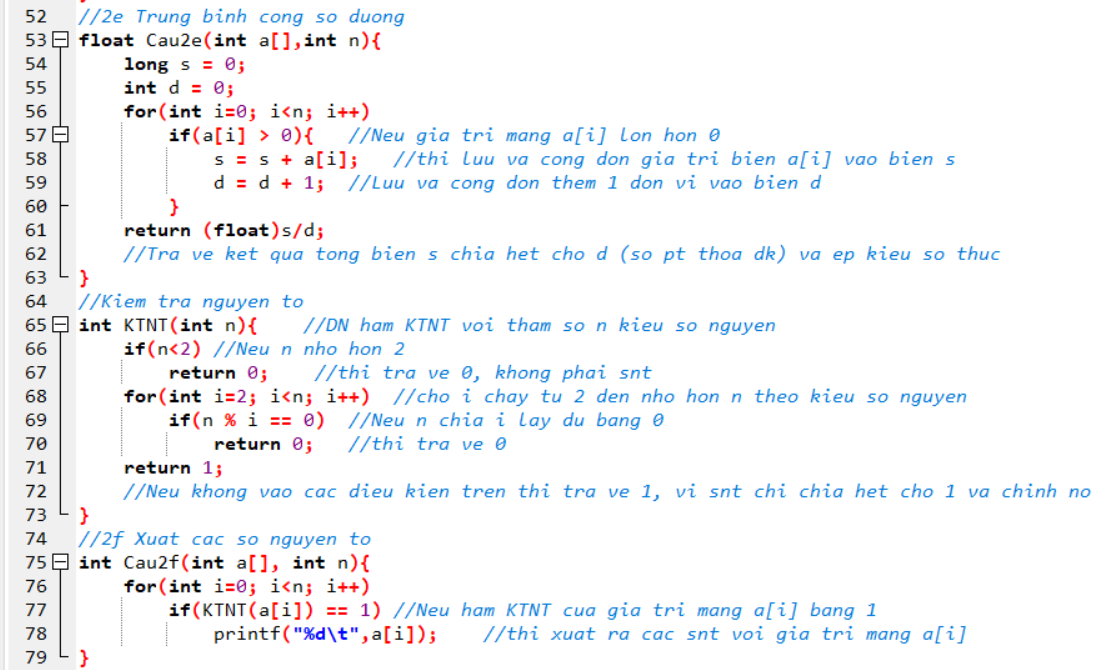 52 //2e Trung binh cong so duong
53 float Cau2e(int a[],int n){
54 long s = 0;
55 int d = 0;
56 for(int i=0; i<n; i++)
57 if(a[i] > 0){ //Neu gia tri mang a[i] lon hon 0
58 s = s + a[i]; //thi luu va cong don gia tri bien a[i] vao bien s
59 d = d + 1; //Luu va cong don them 1 don vi vao bien d
60 }
61 return (float)s/d;
62 //Tra ve ket qua tong bien s chia het cho d (so pt thoa dk) va ep kieu so thuc
63 }
64 //Kiem tra nguyen to
65 int KTNT(int n){ //DN ham KTNT voi tham so n kieu so nguyen
66 if(n<2) //Neu n nho hon 2
67 return 0; //thi tra ve 0, khong phai snt
68 for(int i=2; i<n; i++) //cho i chay tu 2 den nho hon n theo kieu so nguyen
69 if(n % i == 0) //Neu n chia i lay du bang 0
70 return 0; //thi tra ve 0
71 return 1;
72 //Neu khong vao cac dieu kien tren thi tra ve 1, vi snt chi chia het cho 1 va chinh no
73 }
74 //2f Xuat cac so nguyen to
75 int Cau2f(int a[], int n){
76 for(int i=0; i<n; i++)
77 if(KTNT(a[i]) == 1) //Neu ham KTNT cua gia tri mang a[i] bang 1
78 printf("%d\t",a[i]); //thi xuat ra cac snt voi gia tri mang a[i]
79 }